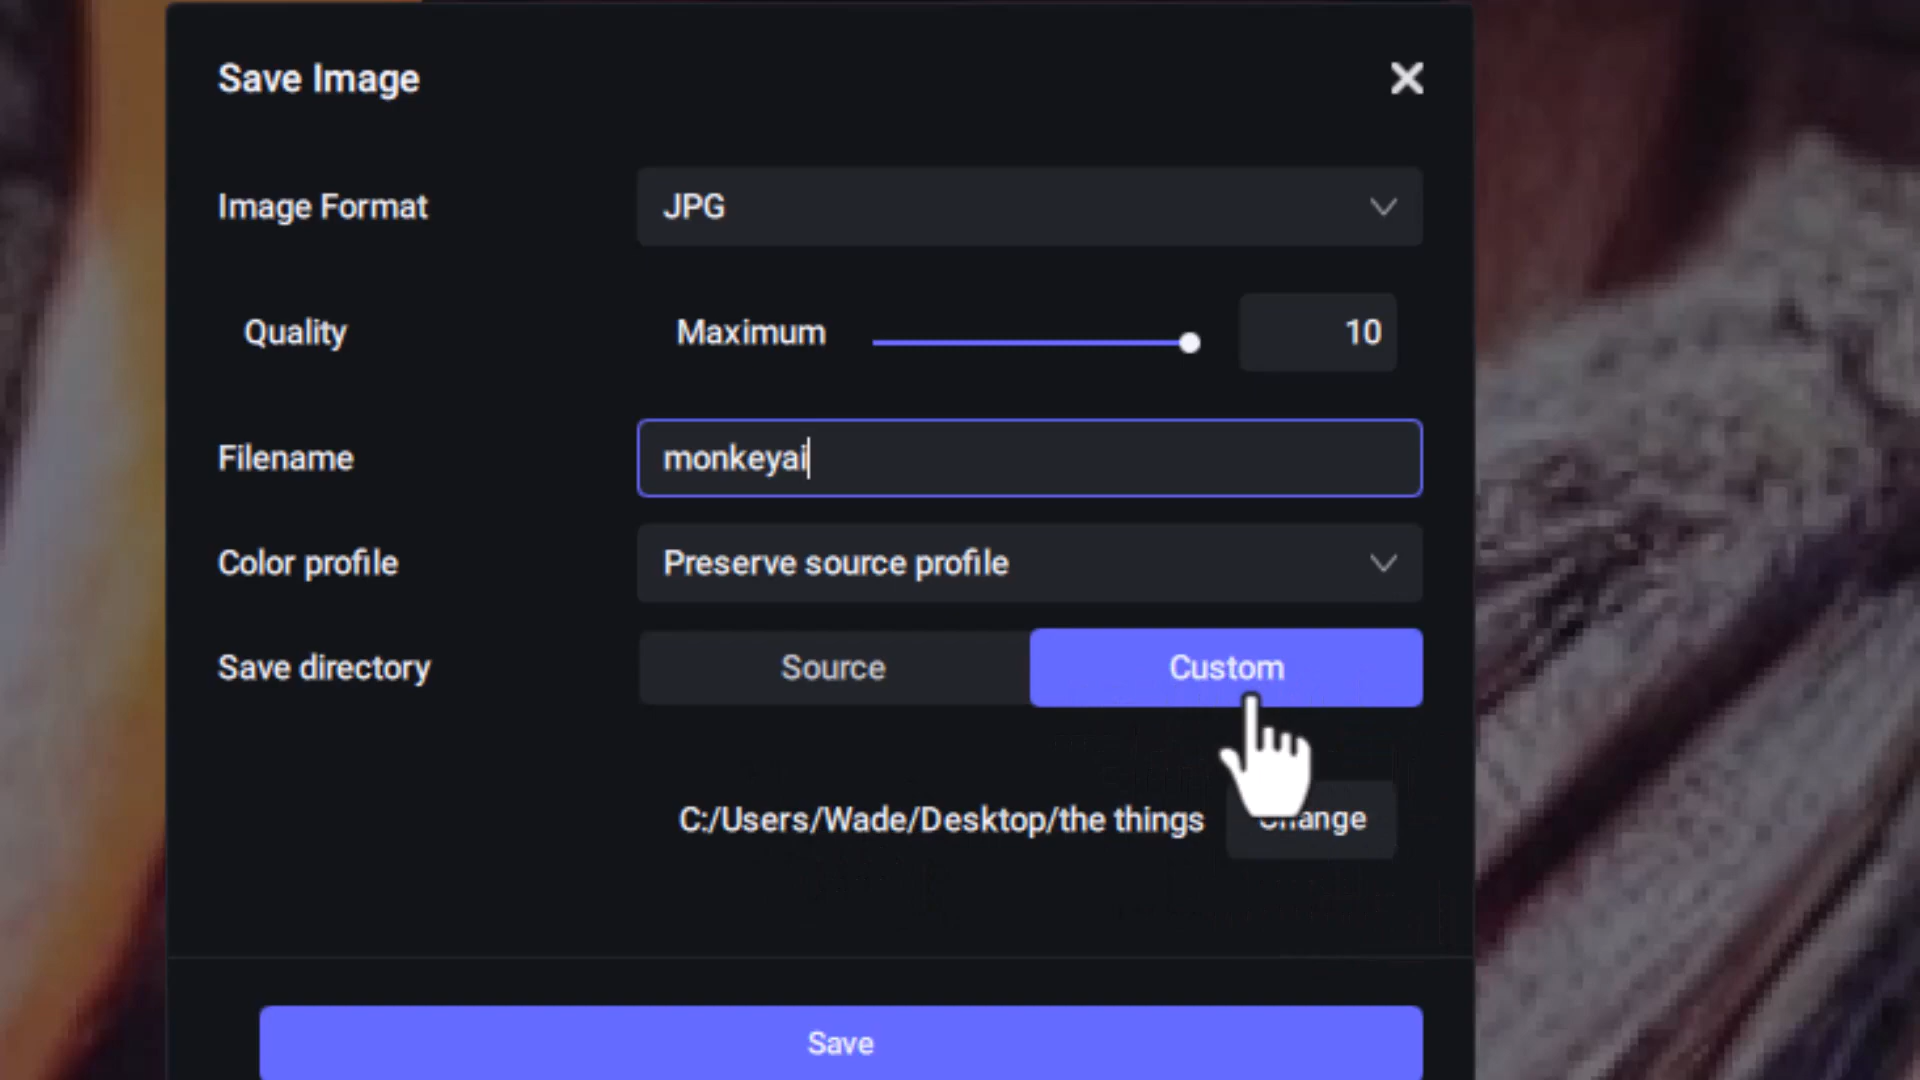 Save Image
Image Format JPG
Quality Maximum 10
Filename monkeyai
Color profile Preserve source profile
Save directory Source Custom
C:/Users/Wade/Desktop/the things Change
Save